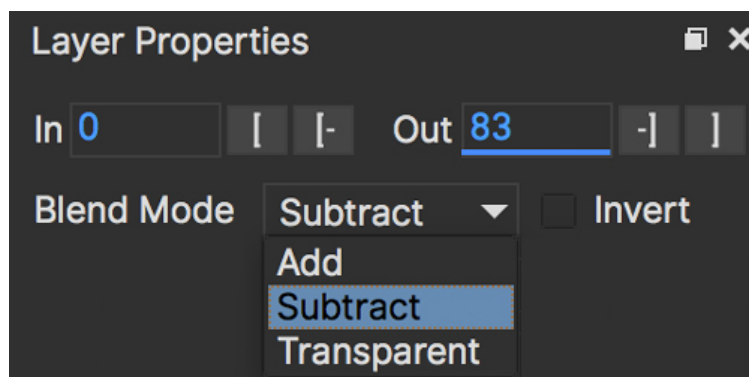 Layer Properties
In 0 [ [- Out 83 -] ]
Blend Mode Subtract Invert
Add
Subtract
Transparent